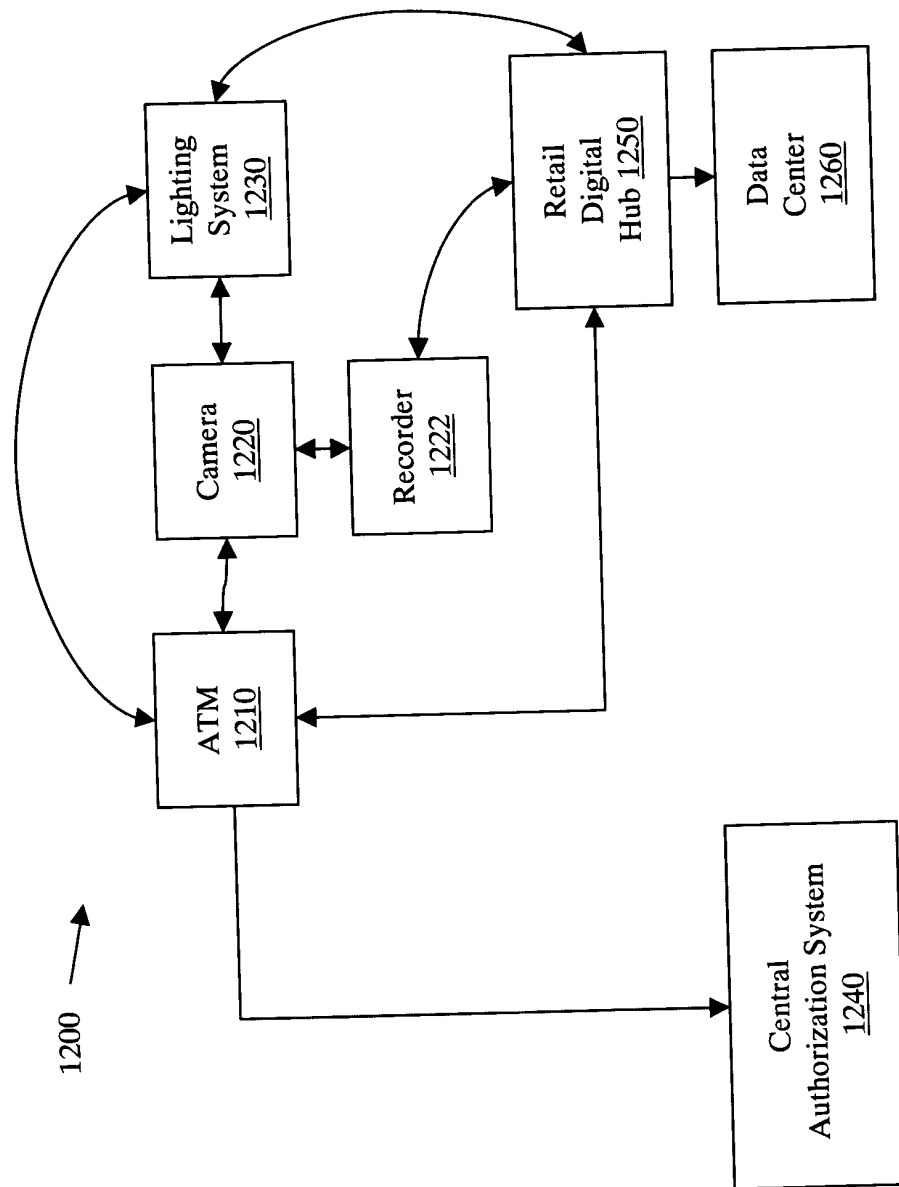 1200
ATM
1210
Camera
1220
Lighting
System
1230
Recorder
1222
Retail
Digital
Hub 1250
Central
Authorization System
1240
Data
Center
1260